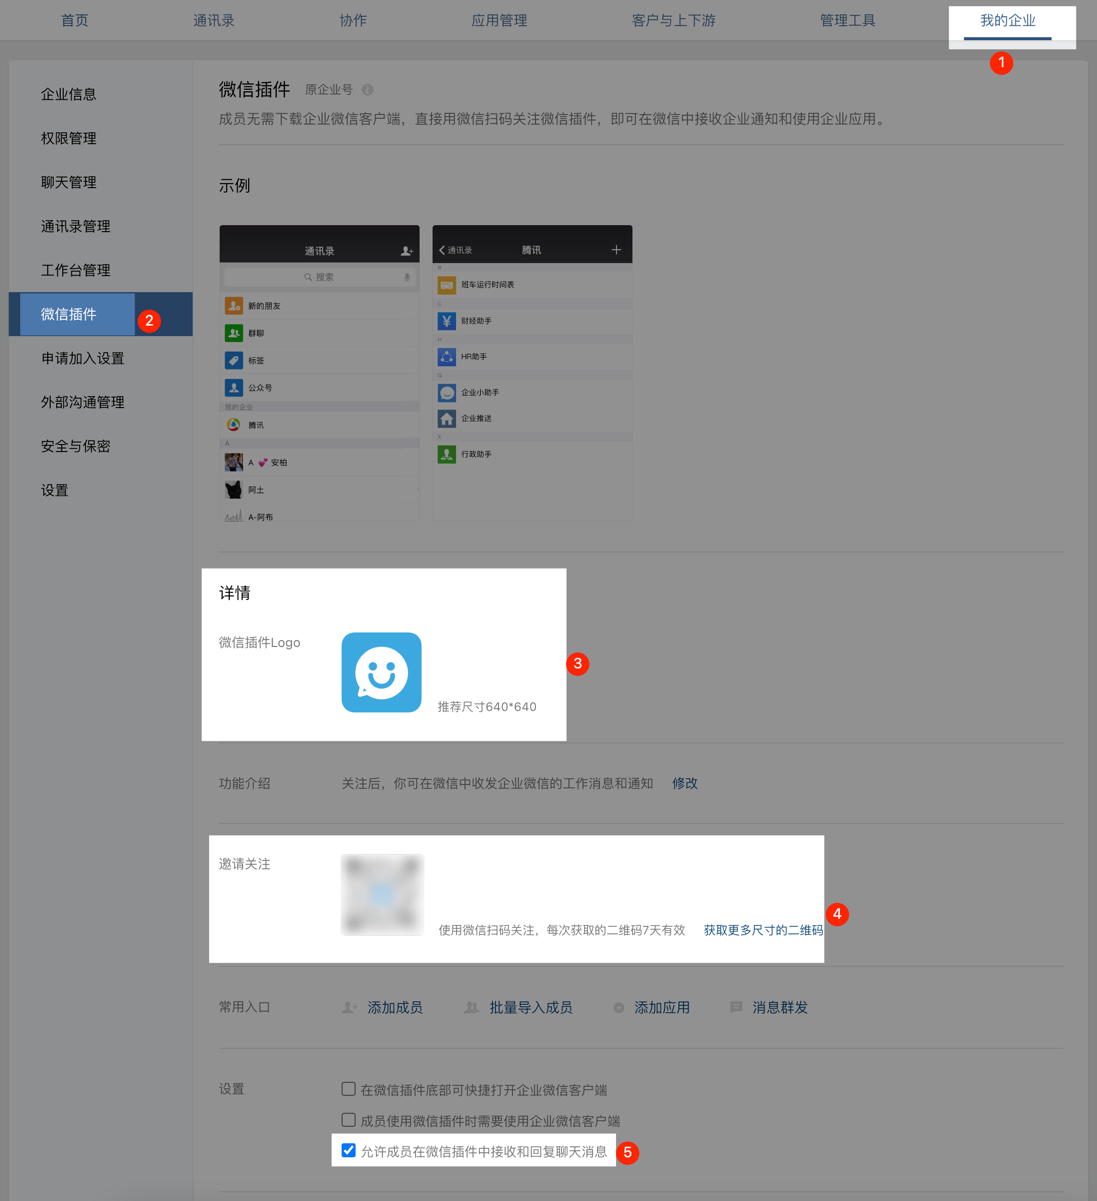 首页 通讯录 协作 应用管理 客户与上下游 管理工具 我的企业
1
企业信息
权限管理
聊天管理
通讯录管理
工作台管理
微信插件 2
申请加入设置
外部沟通管理
安全与保密
设置
微信插件 原企业号
成员无需下载企业微信客户端，直接用微信扫码关注微信插件，即可在微信中接收企业通知和使用企业应用。
示例
通讯录
搜索
新的朋友
群聊
标签
公众号
我的企业
腾讯
A
A 💕 安柏
阿土
A-阿布
通讯录 腾讯 +
班车运行时间表
财经助手
H
HR助手
Q
企业小助手
企业推送
X
行政助手
详情
微信插件Logo
推荐尺寸640*640
3
功能介绍 关注后，你可在微信中收发企业微信的工作消息和通知 修改
邀请关注
使用微信扫码关注，每次获取的二维码7天有效 获取更多尺寸的二维码
4
常用入口 添加成员 批量导入成员 添加应用 消息群发
设置
在微信插件底部可快捷打开企业微信客户端
成员使用微信插件时需要使用企业微信客户端
允许成员在微信插件中接收和回复聊天消息 5